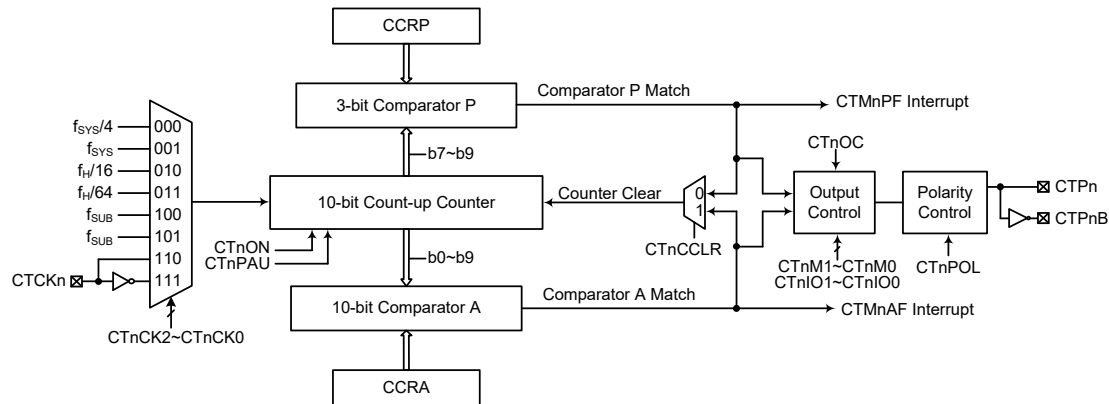 CCRP
3-bit Comparator P
Comparator P Match
CTMnPF Interrupt
fSYS/4
000
fSYS
001
fH/16
010
fH/64
011
fSUB
100
fSUB
101
110
111
CTCKn
CTnCK2~CTnCK0
b7~b9
10-bit Count-up Counter
CTnON
CTnPAU
b0~b9
Counter Clear
0
1
CTnCCLR
CTnOC
Output
Control
CTnM1~CTnM0
CTnIO1~CTnIO0
Polarity
Control
CTnPOL
CTPn
CTPnB
10-bit Comparator A
Comparator A Match
CTMnAF Interrupt
CCRA